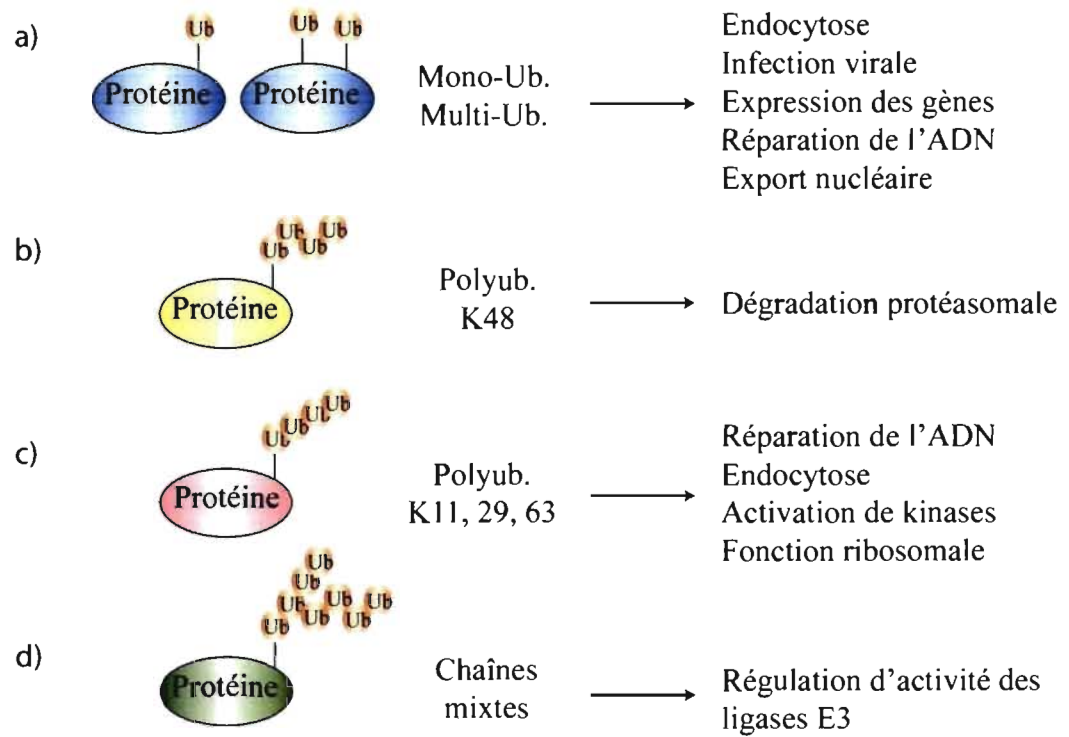 a)
Ub
Ub Ub
Protéine
Protéine
Mono-Ub.
Multi-Ub.
Endocytose
Infection virale
Expression des gènes
Réparation de l'ADN
Export nucléaire
b)
Ub Ub Ub Ub
Protéine
Polyub.
K48
Dégradation protéasomale
c)
Ub Ub Ub Ub
Protéine
Polyub.
K11, 29, 63
Réparation de l'ADN
Endocytose
Activation de kinases
Fonction ribosomale
d)
Ub Ub Ub Ub Ub Ub Ub Ub
Protéine
Chaînes
mixtes
Régulation d'activité des
ligases E3